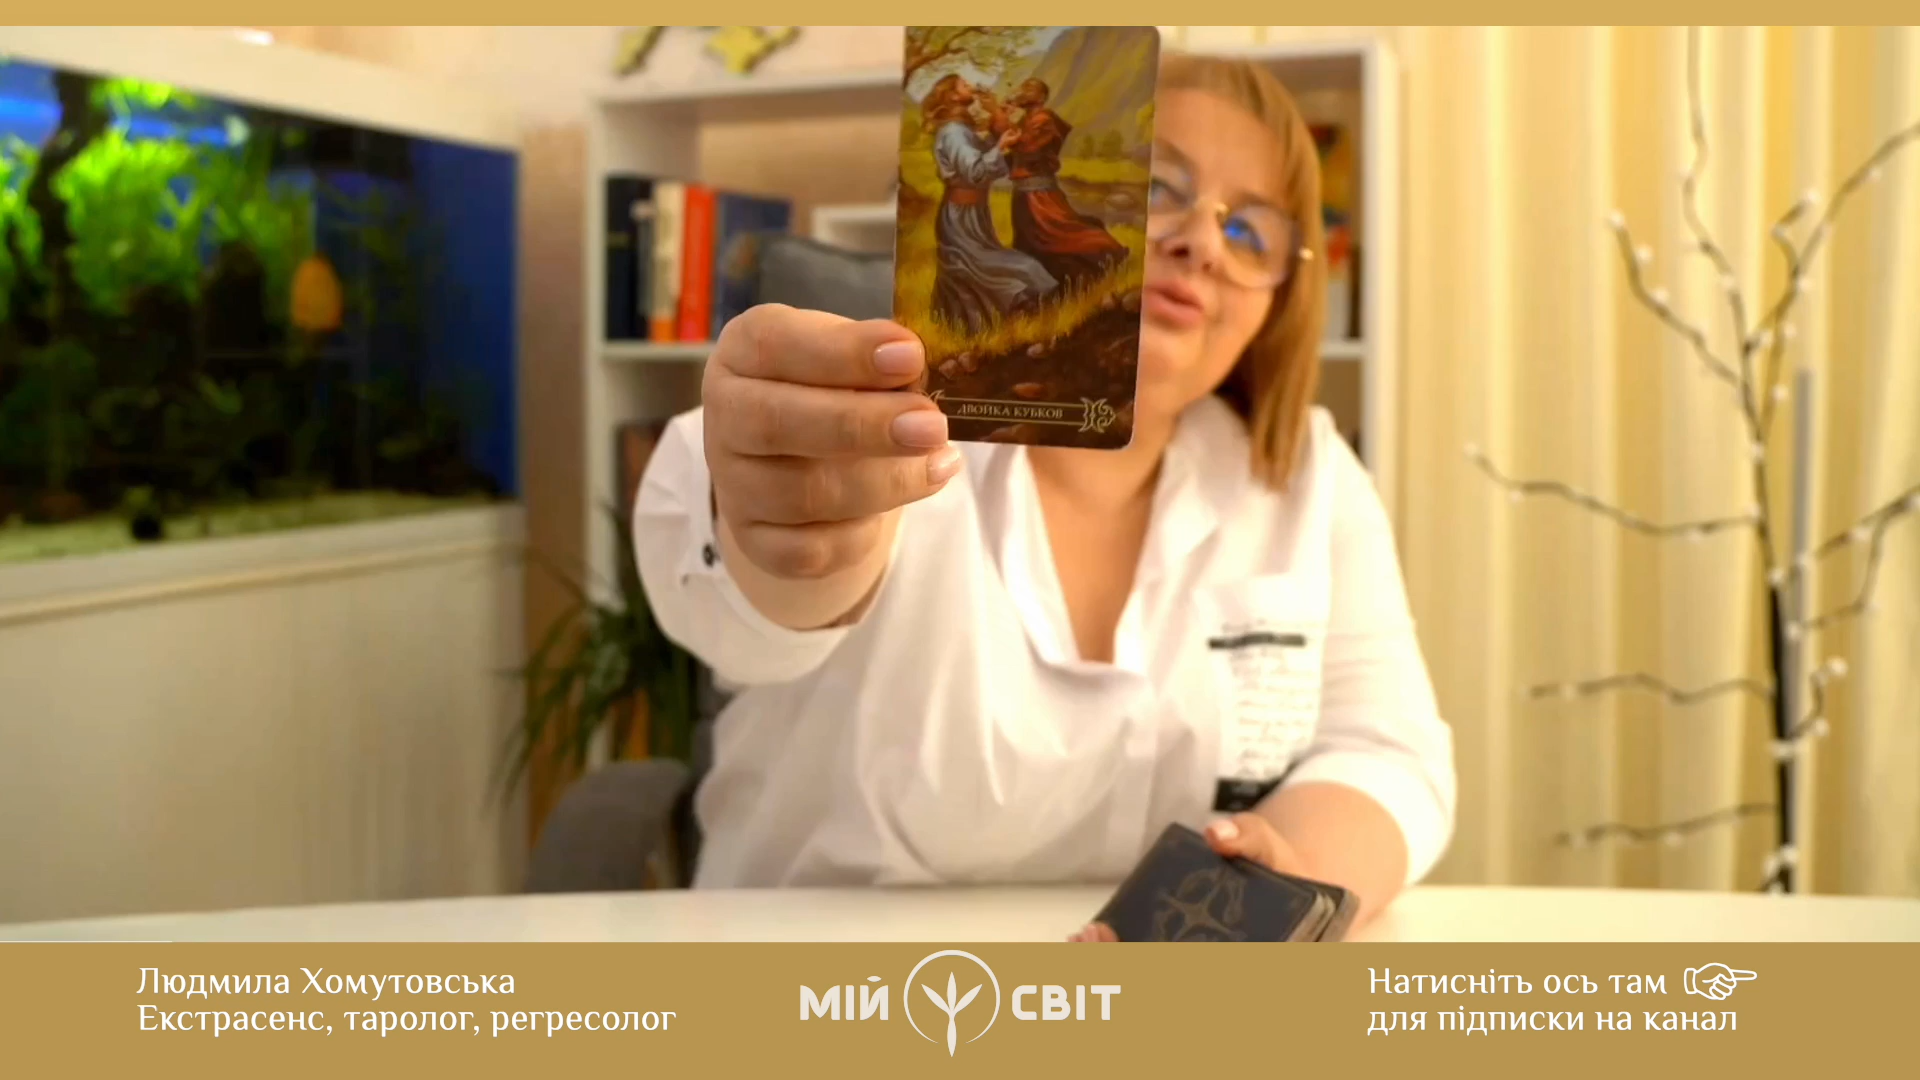 ДВОЙКА КУБКОВ
Людмила Хомутовська
Екстрасенс, таролог, регресолог
МІЙ СВІТ
Натисніть ось там
для підписки на канал